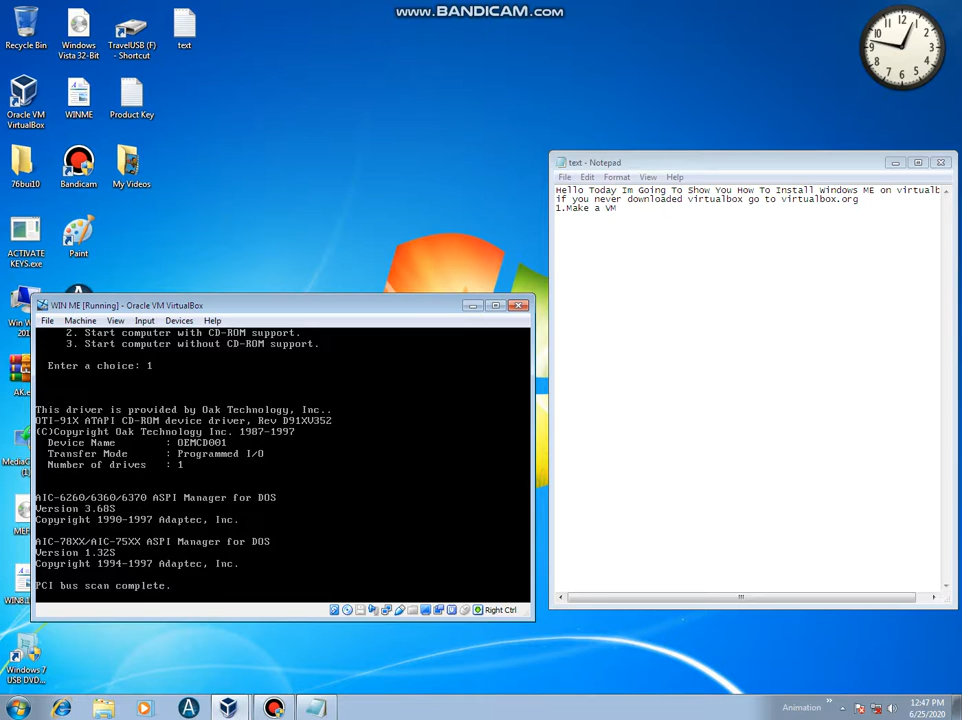 WWW.BANDICAM.COM
Recycle Bin
Windows Vista 32-Bit
TravelUSB (F) - Shortcut
text
Oracle VM VirtualBox
WINME
Product Key
76bui10
Bandicam
My Videos
ACTIVATE KEYS.exe
Paint
text - Notepad
File Edit Format View Help
Hello Today Im Going To Show You How To Install Windows ME on virtualb
if you never downloaded virtualbox go to virtualbox.org
1.Make a VM
WIN ME [Running] - Oracle VM VirtualBox
File Machine View Input Devices Help
2. Start computer with CD-ROM support.
3. Start computer without CD-ROM support.
Enter a choice: 1
This driver is provided by Oak Technology, Inc..
OTI-91X ATAPI CD-ROM device driver, Rev D91XV352
(C)Copyright Oak Technology Inc. 1987-1997
Device Name : OEMCD001
Transfer Mode : Programmed I/O
Number of drives : 1
AIC-6260/6360/6370 ASPI Manager for DOS
Version 3.68S
Copyright 1990-1997 Adaptec, Inc.
AIC-78XX/AIC-75XX ASPI Manager for DOS
Version 1.32S
Copyright 1994-1997 Adaptec, Inc.
PCI bus scan complete.
Right Ctrl
Windows 7 USB DVD...
Animation
12:47 PM
6/25/2020